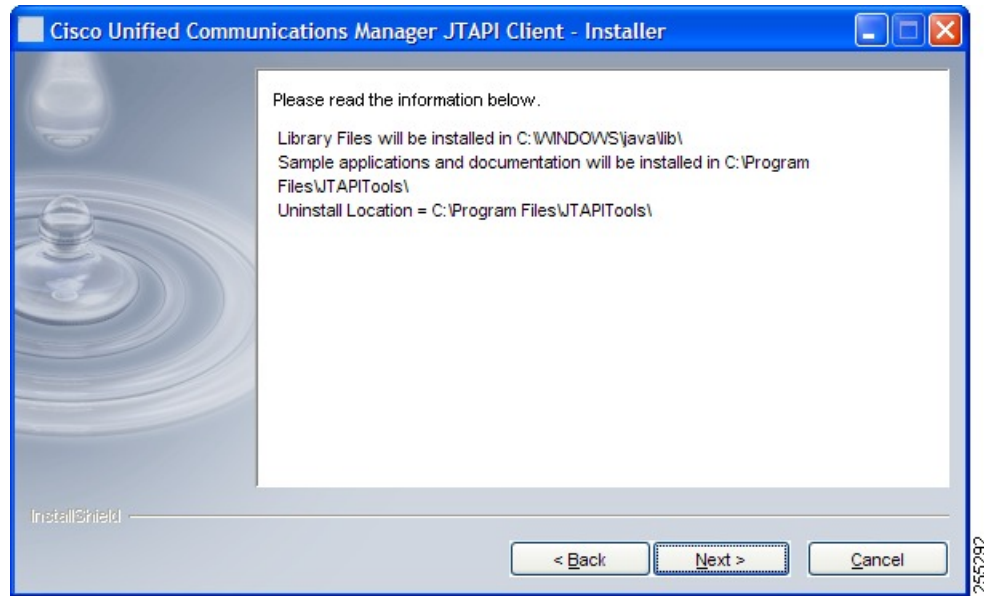 Cisco Unified Communications Manager JTAPI Client - Installer
Please read the information below.
Library Files will be installed in C:\WINDOWS\java\lib\
Sample applications and documentation will be installed in C:\Program
Files\JTAPITools\
Uninstall Location = C:\Program Files\JTAPITools\
InstallShield
< Back
Next >
Cancel
255292